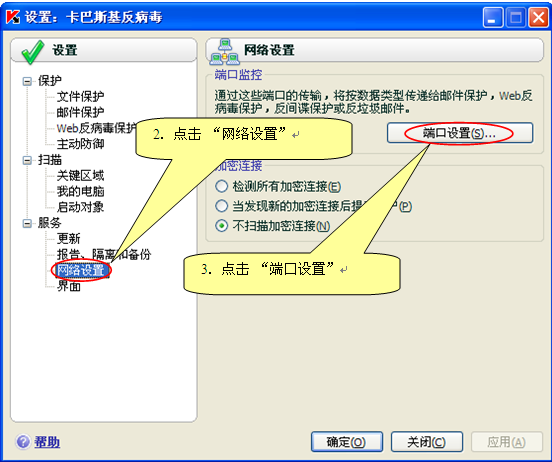 设置：卡巴斯基反病毒
设置
保护
文件保护
邮件保护
Web反病毒保护
主动防御
扫描
关键区域
我的电脑
启动对象
服务
更新
报告、隔离和备份
网络设置
界面
网络设置
端口监控
通过这些端口的传输，将按数据类型传递给邮件保护，Web反
病毒保护，反间谍保护或反垃圾邮件。
端口设置(S)...
2. 点击 “网络设置”↵
加密连接
检测所有加密连接(E)
当发现新的加密连接后提 (P)
不扫描加密连接(N)
3. 点击 “端口设置”↵
帮助
确定(O)
关闭(C)
应用(A)